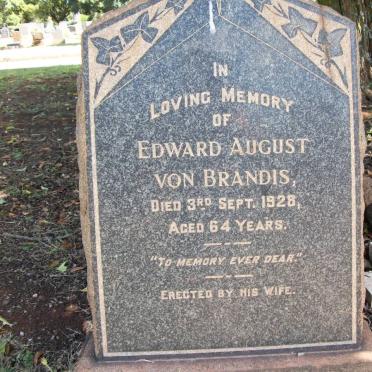 IN
LOVING MEMORY
OF
EDWARD AUGUST
VON BRANDIS,
DIED 3RD SEPT. 1928,
AGED 64 YEARS.
"TO MEMORY EVER DEAR."
ERECTED BY HIS WIFE.